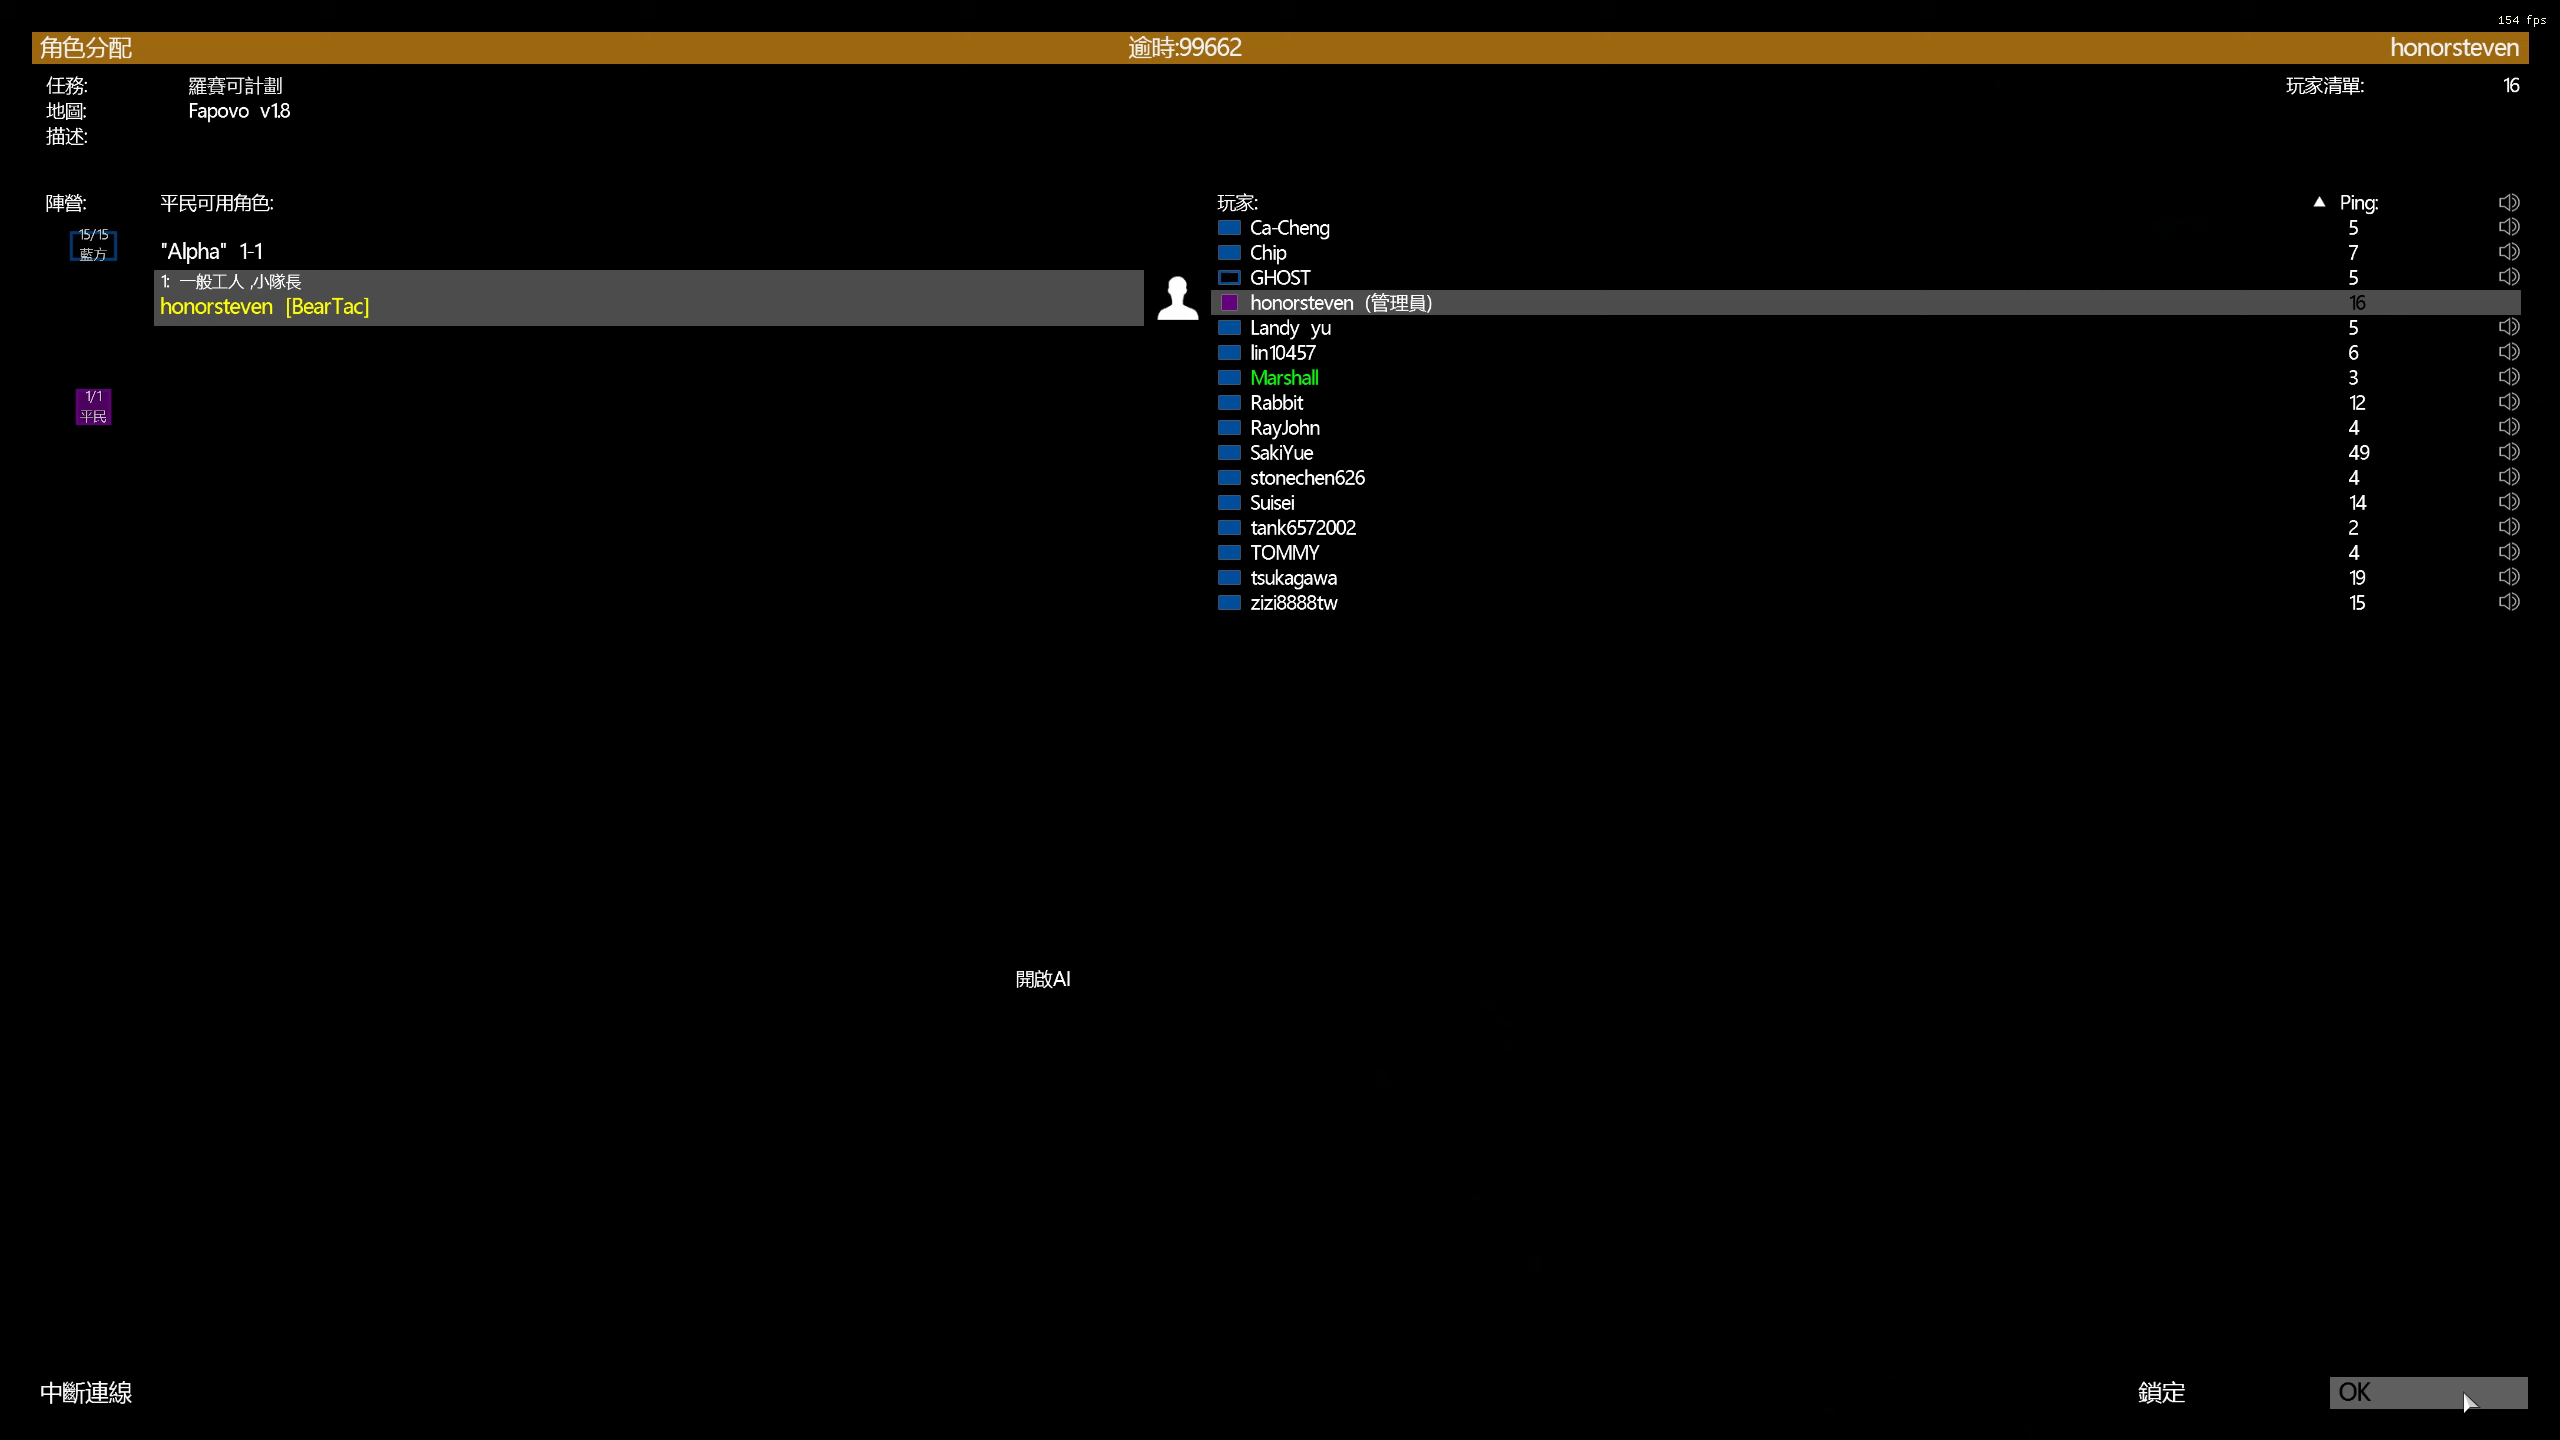 154 fps
角色分配 逾時:99662 honorsteven
任務: 羅賽可計劃 玩家清單: 16
地圖: Fapovo v1.8
描述:
陣營: 平民可用角色: 玩家: ▲ Ping:
15/15
藍方
"Alpha" 1-1
1: 一般工人 ,小隊長
honorsteven [BearTac]
1/1
平民
Ca-Cheng 5
Chip 7
GHOST 5
honorsteven (管理員) 16
Landy yu 5
lin10457 6
Marshall 3
Rabbit 12
RayJohn 4
SakiYue 49
stonechen626 4
Suisei 14
tank6572002 2
TOMMY 4
tsukagawa 19
zizi8888tw 15
開啟AI
中斷連線 鎖定 OK